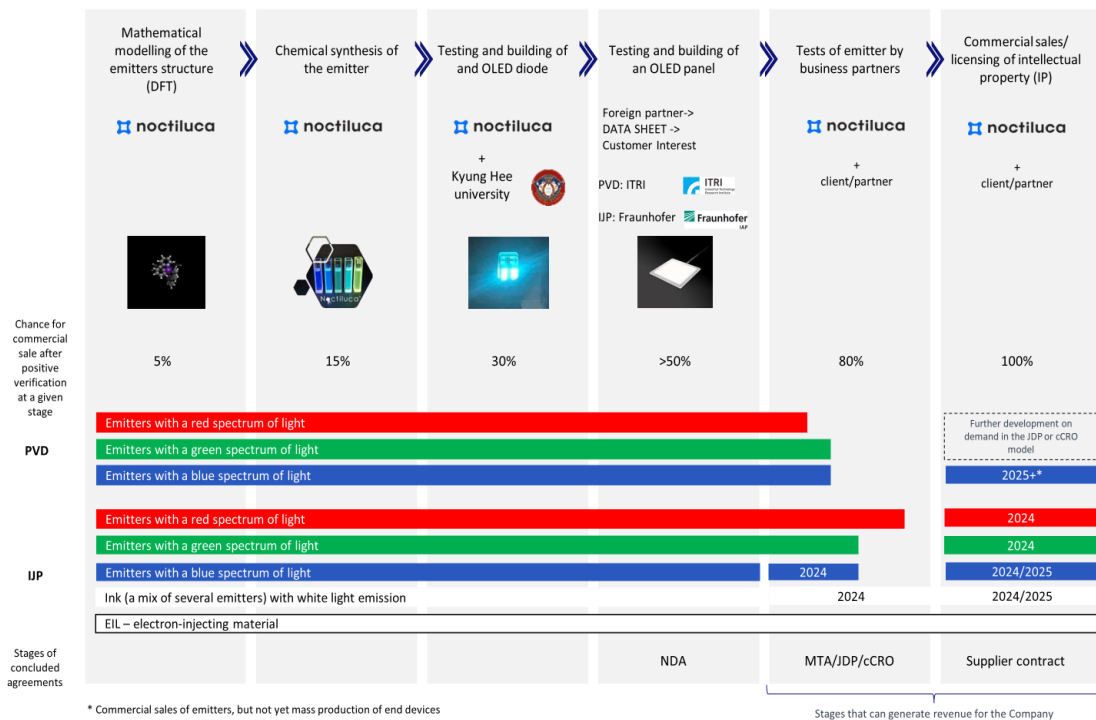 Mathematical
modelling of the
emitters structure
(DFT)
Chemical synthesis of
the emitter
Testing and building of
and OLED diode
Testing and building of
an OLED panel
Tests of emitter by
business partners
Commercial sales/
licensing of intellectual
property (IP)
noctiluca
noctiluca
noctiluca
+
Kyung Hee
university
Foreign partner->
DATA SHEET ->
Customer Interest
PVD: ITRI
ITRI
Industrial Technology
Research Institute
IJP: Fraunhofer
Fraunhofer
IAP
noctiluca
+
client/partner
noctiluca
+
client/partner
Noctiluca
Chance for
commercial
sale after
positive
verification
at a given
stage
5%
15%
30%
>50%
80%
100%
PVD
Emitters with a red spectrum of light
Further development on
demand in the JDP or cCRO
model
Emitters with a green spectrum of light
Emitters with a blue spectrum of light
2025+*
IJP
Emitters with a red spectrum of light
2024
Emitters with a green spectrum of light
2024
Emitters with a blue spectrum of light
2024
2024/2025
Ink (a mix of several emitters) with white light emission
2024
2024/2025
EIL – electron-injecting material
Stages of
concluded
agreements
NDA
MTA/JDP/cCRO
Supplier contract
* Commercial sales of emitters, but not yet mass production of end devices
Stages that can generate revenue for the Company